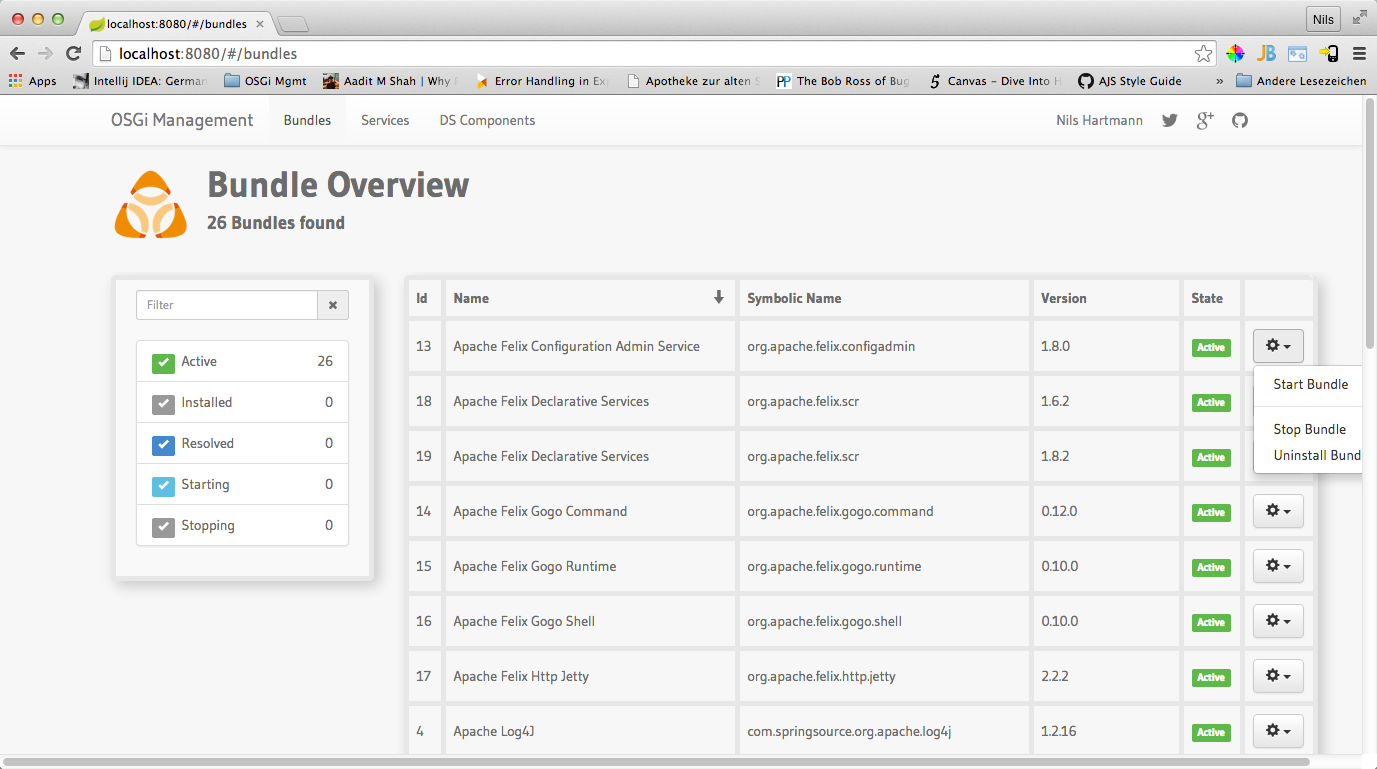 localhost:8080/#/bundles
Nils
localhost:8080/#/bundles
Apps Intellij IDEA: German OSGi Mgmt Aadit M Shah | Why Error Handling in Exp Apotheke zur alten S The Bob Ross of Bug Canvas - Dive Into H AJS Style Guide » Andere Lesezeichen
OSGi Management Bundles Services DS Components Nils Hartmann
Bundle Overview
26 Bundles found
Filter
Active 26
Installed 0
Resolved 0
Starting 0
Stopping 0
Id Name Symbolic Name Version State
13 Apache Felix Configuration Admin Service org.apache.felix.configadmin 1.8.0 Active
Start Bundle
Stop Bundle
Uninstall Bund
18 Apache Felix Declarative Services org.apache.felix.scr 1.6.2 Active
19 Apache Felix Declarative Services org.apache.felix.scr 1.8.2 Active
14 Apache Felix Gogo Command org.apache.felix.gogo.command 0.12.0 Active
15 Apache Felix Gogo Runtime org.apache.felix.gogo.runtime 0.10.0 Active
16 Apache Felix Gogo Shell org.apache.felix.gogo.shell 0.10.0 Active
17 Apache Felix Http Jetty org.apache.felix.http.jetty 2.2.2 Active
4 Apache Log4J com.springsource.org.apache.log4j 1.2.16 Active